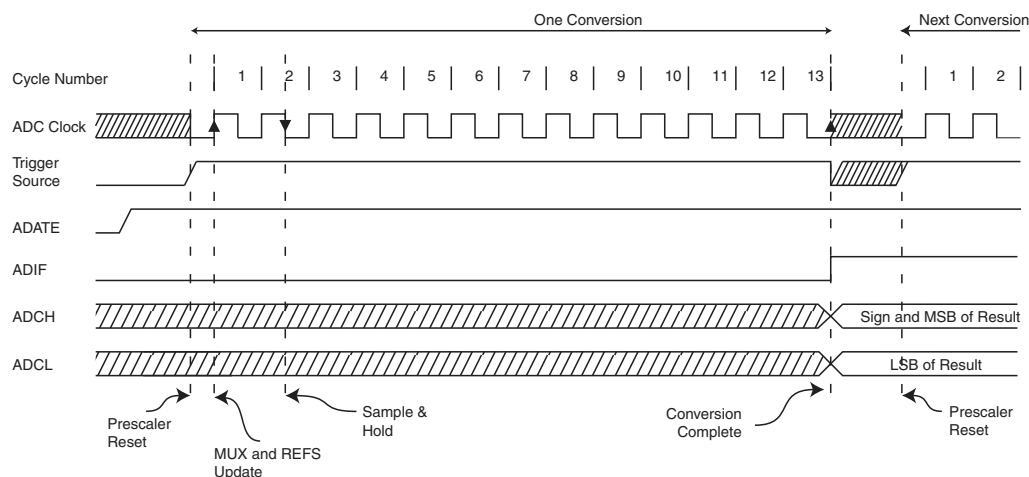 One Conversion
Next Conversion
Cycle Number
1 2 3 4 5 6 7 8 9 10 11 12 13 1 2
ADC Clock
Trigger
Source
ADATE
ADIF
ADCH
Sign and MSB of Result
ADCL
LSB of Result
Prescaler
Reset
MUX and REFS
Update
Sample &
Hold
Conversion
Complete
Prescaler
Reset